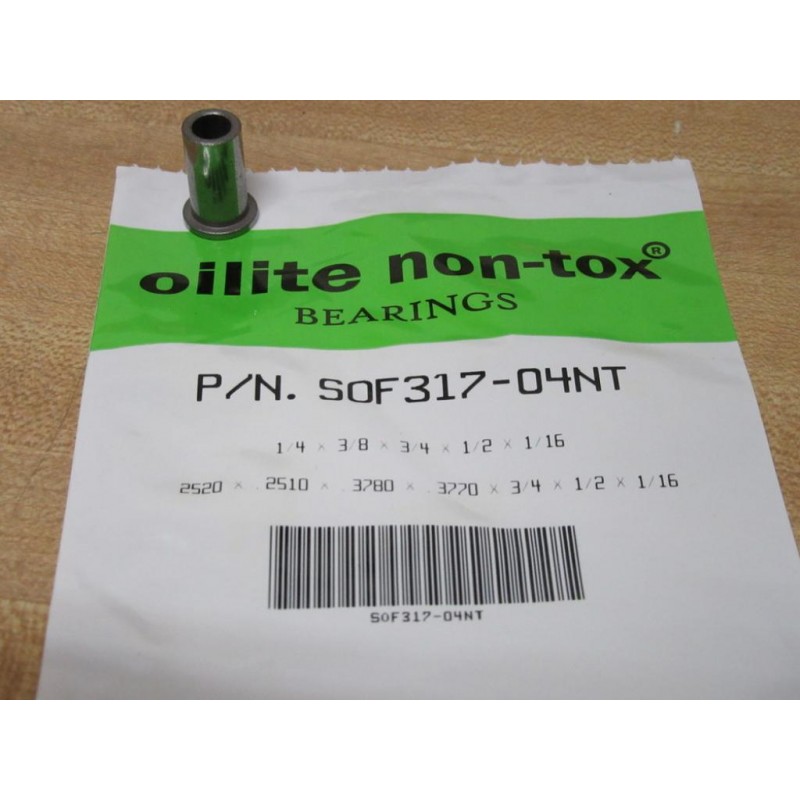 oilite non-tox®
BEARINGS
P/N. SOF317-04NT
1/4 × 3/8 × 3/4 × 1/2 × 1/16
2520 × .2510 × .3780 × .3770 × 3/4 × 1/2 × 1/16
SOF317-04NT